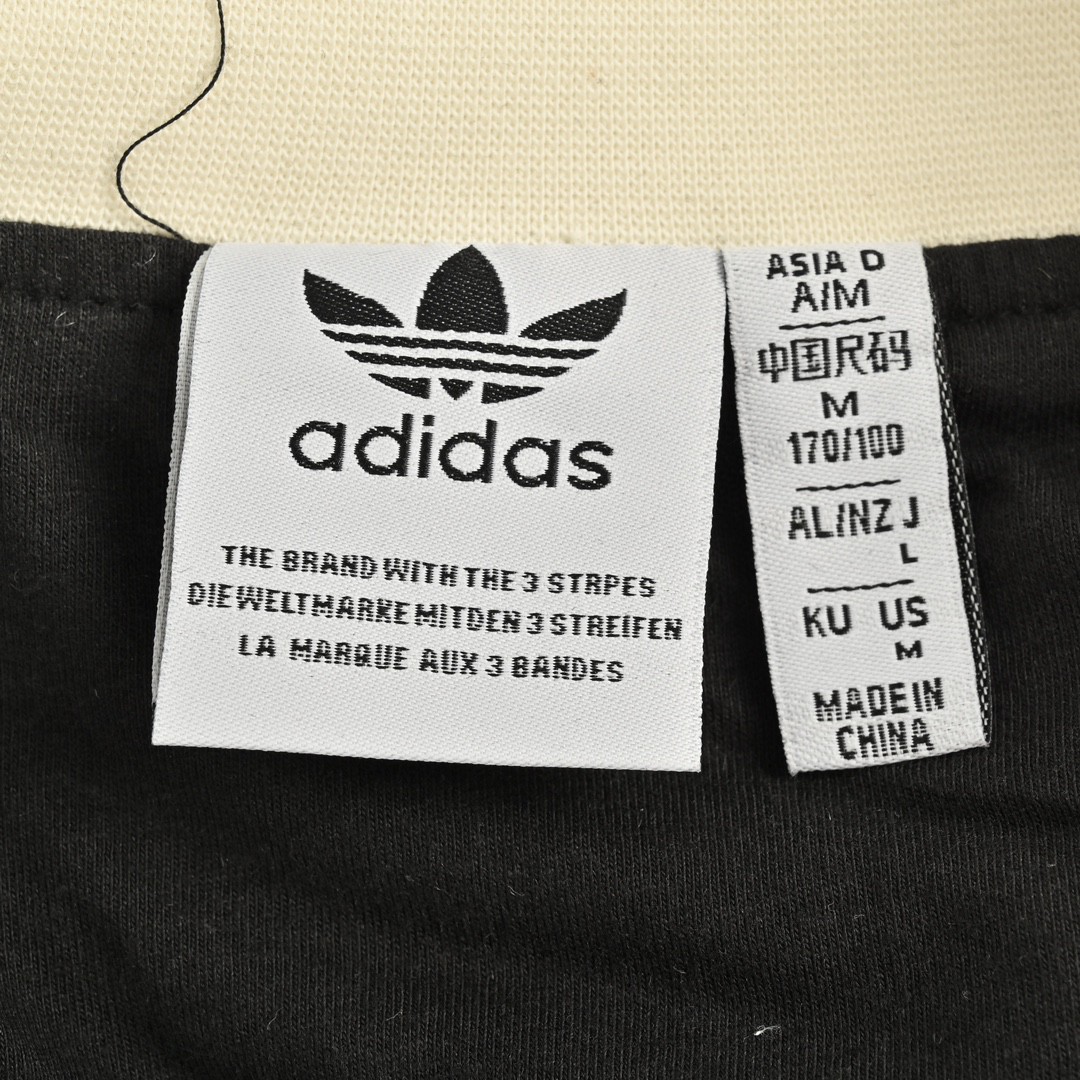 adidas
THE BRAND WITH THE 3 STRPES
DIE WELTMARKE MITDEN 3 STREIFEN
LA MARQUE AUX 3 BANDES
ASIA D
A/M
中国尺码
M
170/100
AL/NZ J
L
KU US
M
MADE IN
CHINA